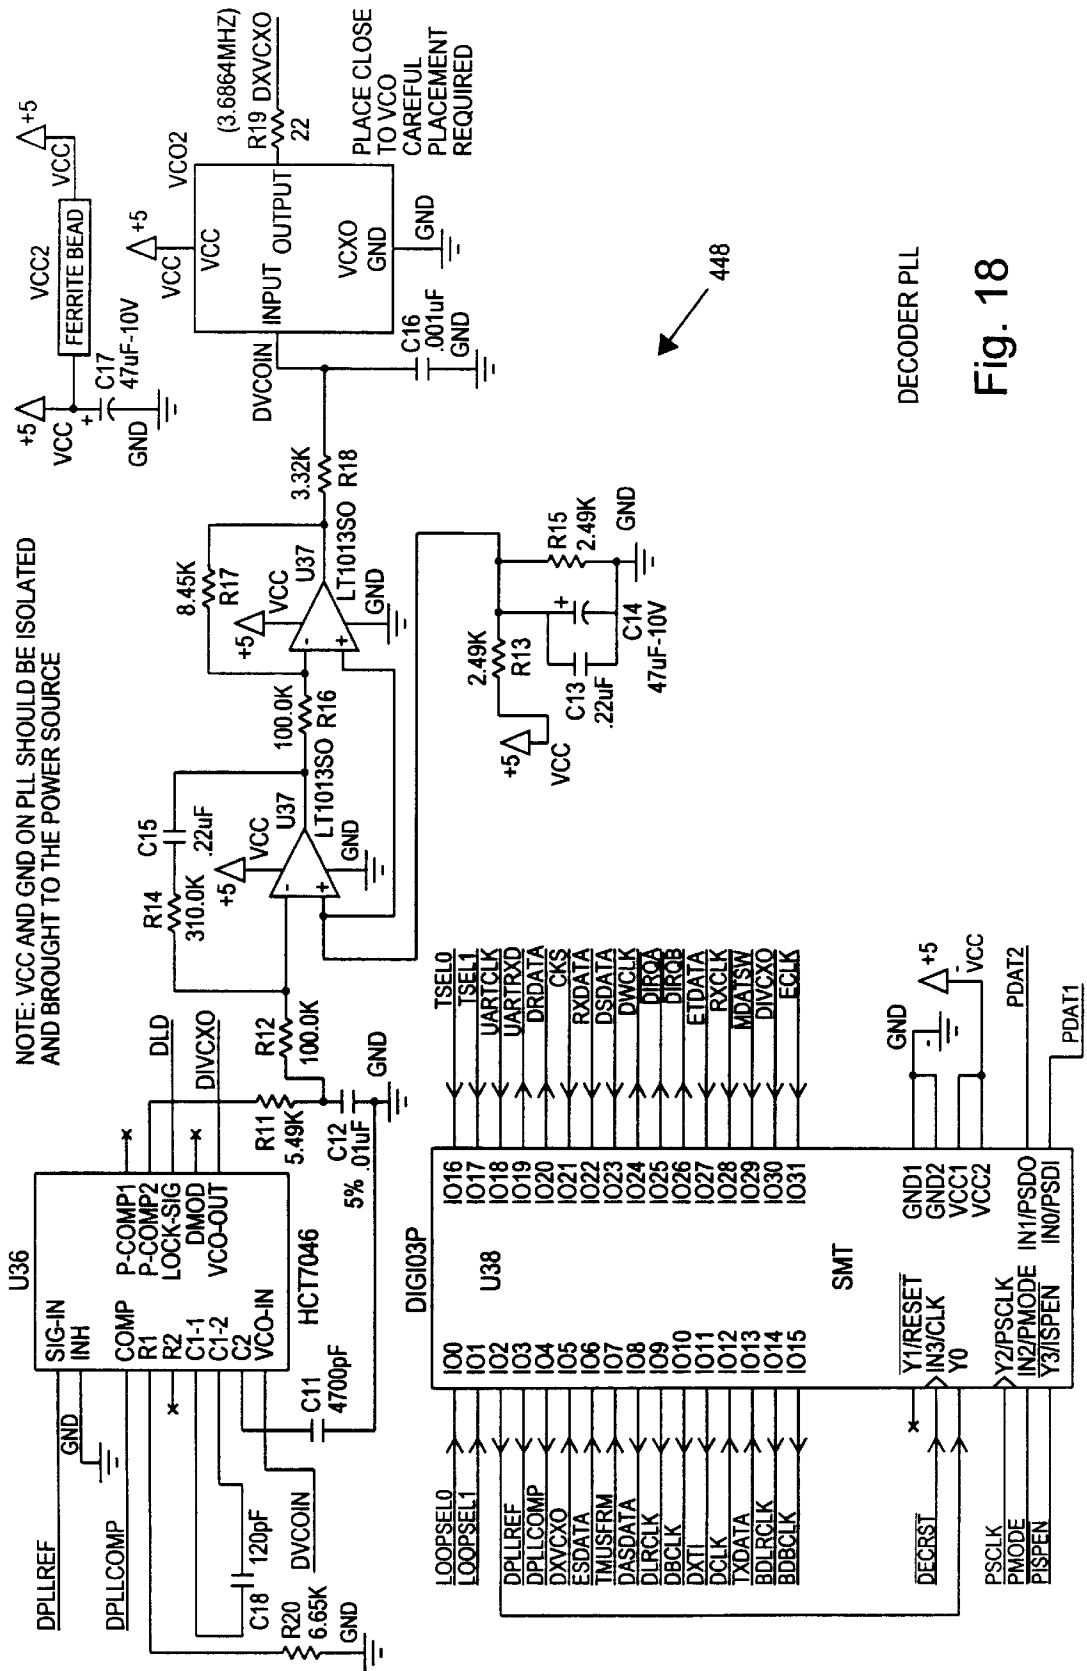 NOTE: VCC AND GND ON PLL SHOULD BE ISOLATED
AND BROUGHT TO THE POWER SOURCE
+5
VCC
VCC2
FERRITE BEAD
+5
VCC
+
C17
47uF-10V
GND
U36
SIG-IN
INH
COMP
R1
R2
C1-1
C1-2
C2
VCO-IN
P-COMP1
P-COMP2
LOCK-SIG
DMOD
VCO-OUT
HCT7046
DLD
DIVCXO
DPLLREF
GND
DPLLCOMP
C18
120pF
R20
6.65K
GND
DVCOIN
C11
4700pF
R11
5.49K
C12
5% .01uF
GND
R12
100.0K
R14
310.0K
C15
.22uF
+5
VCC
U37
LT1013SO
-
+
GND
100.0K
R16
8.45K
R17
+5
VCC
U37
LT1013SO
-
+
GND
3.32K
R18
DVCOIN
C16
.001uF
GND
VCO2
+5
VCC
VCC
INPUT
OUTPUT
VCXO
GND
GND
(3.6864MHZ)
R19 DXVCXO
22
PLACE CLOSE
TO VCO
CAREFUL
PLACEMENT
REQUIRED
+5
VCC
2.49K
R13
C13
.22uF
+
C14
47uF-10V
R15
2.49K
GND
DIGI03P
U38
SMT
LOOPSEL0
LOOPSEL1
DPLLREF
DPLLCOMP
DXVCXO
ESDATA
TMUSFRM
DASDATA
DLRCLK
DBCLK
DXTI
DCLK
TXDATA
BDLRCLK
BDBCLK
IO0
IO1
IO2
IO3
IO4
IO5
IO6
IO7
IO8
IO9
IO10
IO11
IO12
IO13
IO14
IO15
IO16
IO17
IO18
IO19
IO20
IO21
IO22
IO23
IO24
IO25
IO26
IO27
IO28
IO29
IO30
IO31
TSEL0
TSEL1
UARTCLK
UARTRXD
DRDATA
CKS
RXDATA
DSDATA
DWCLK
DIRQA
DIRQB
ETDATA
RXCLK
MDATSW
DIVCXO
ECLK
DECRST
PSCLK
PMODE
PISPEN
Y1/RESET
IN3/CLK
Y0
Y2/PSCLK
IN2/PMODE
Y3/ISPEN
GND1
GND2
VCC1
VCC2
IN1/PSDO
IN0/PSDI
GND
+5
VCC
PDAT2
PDAT1
448
DECODER PLL
Fig. 18